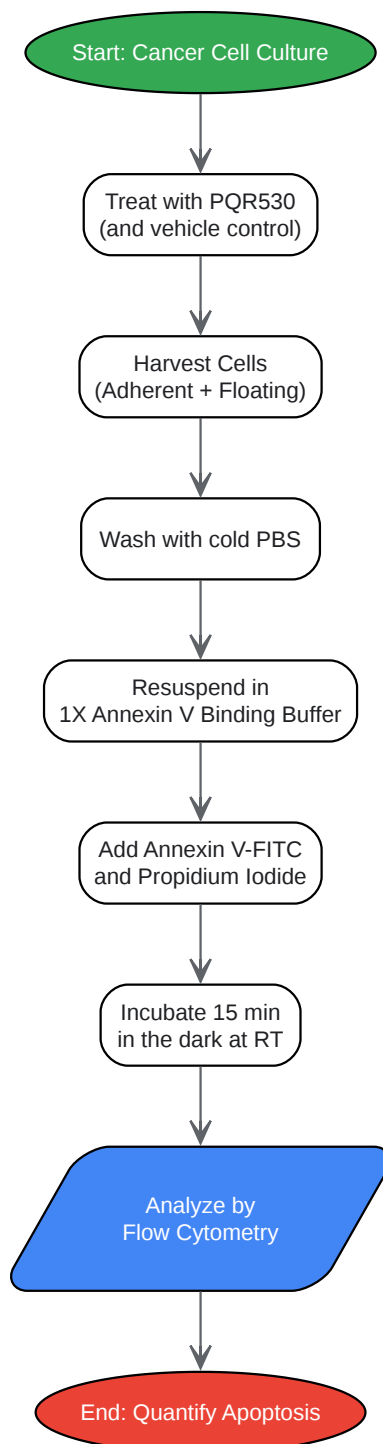 Start: Cancer Cell Culture
Treat with PQR530
(and vehicle control)
Harvest Cells
(Adherent + Floating)
Wash with cold PBS
Resuspend in
1X Annexin V Binding Buffer
Add Annexin V-FITC
and Propidium Iodide
Incubate 15 min
in the dark at RT
Analyze by
Flow Cytometry
End: Quantify Apoptosis